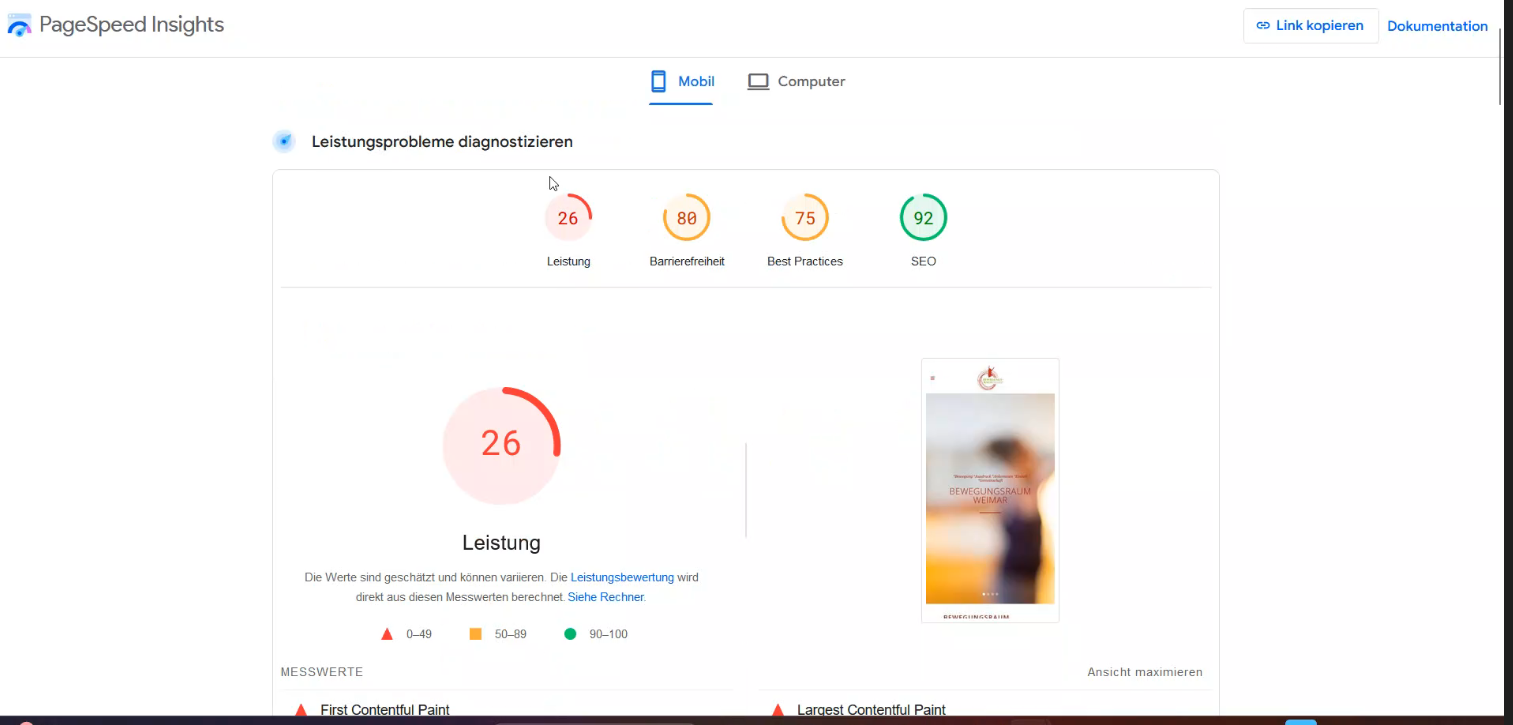 PageSpeed Insights
Link kopieren
Dokumentation
Mobil
Computer
Leistungsprobleme diagnostizieren
26
80
75
92
Leistung
Barrierefreiheit
Best Practices
SEO
26
Leistung
Die Werte sind geschätzt und können variieren. Die Leistungsbewertung wird
direkt aus diesen Messwerten berechnet. Siehe Rechner.
0–49
50–89
90–100
BEWEGUNGSRAUM
WEIMAR
BEWEGUNGSRAUM
MESSWERTE
Ansicht maximieren
First Contentful Paint
Largest Contentful Paint